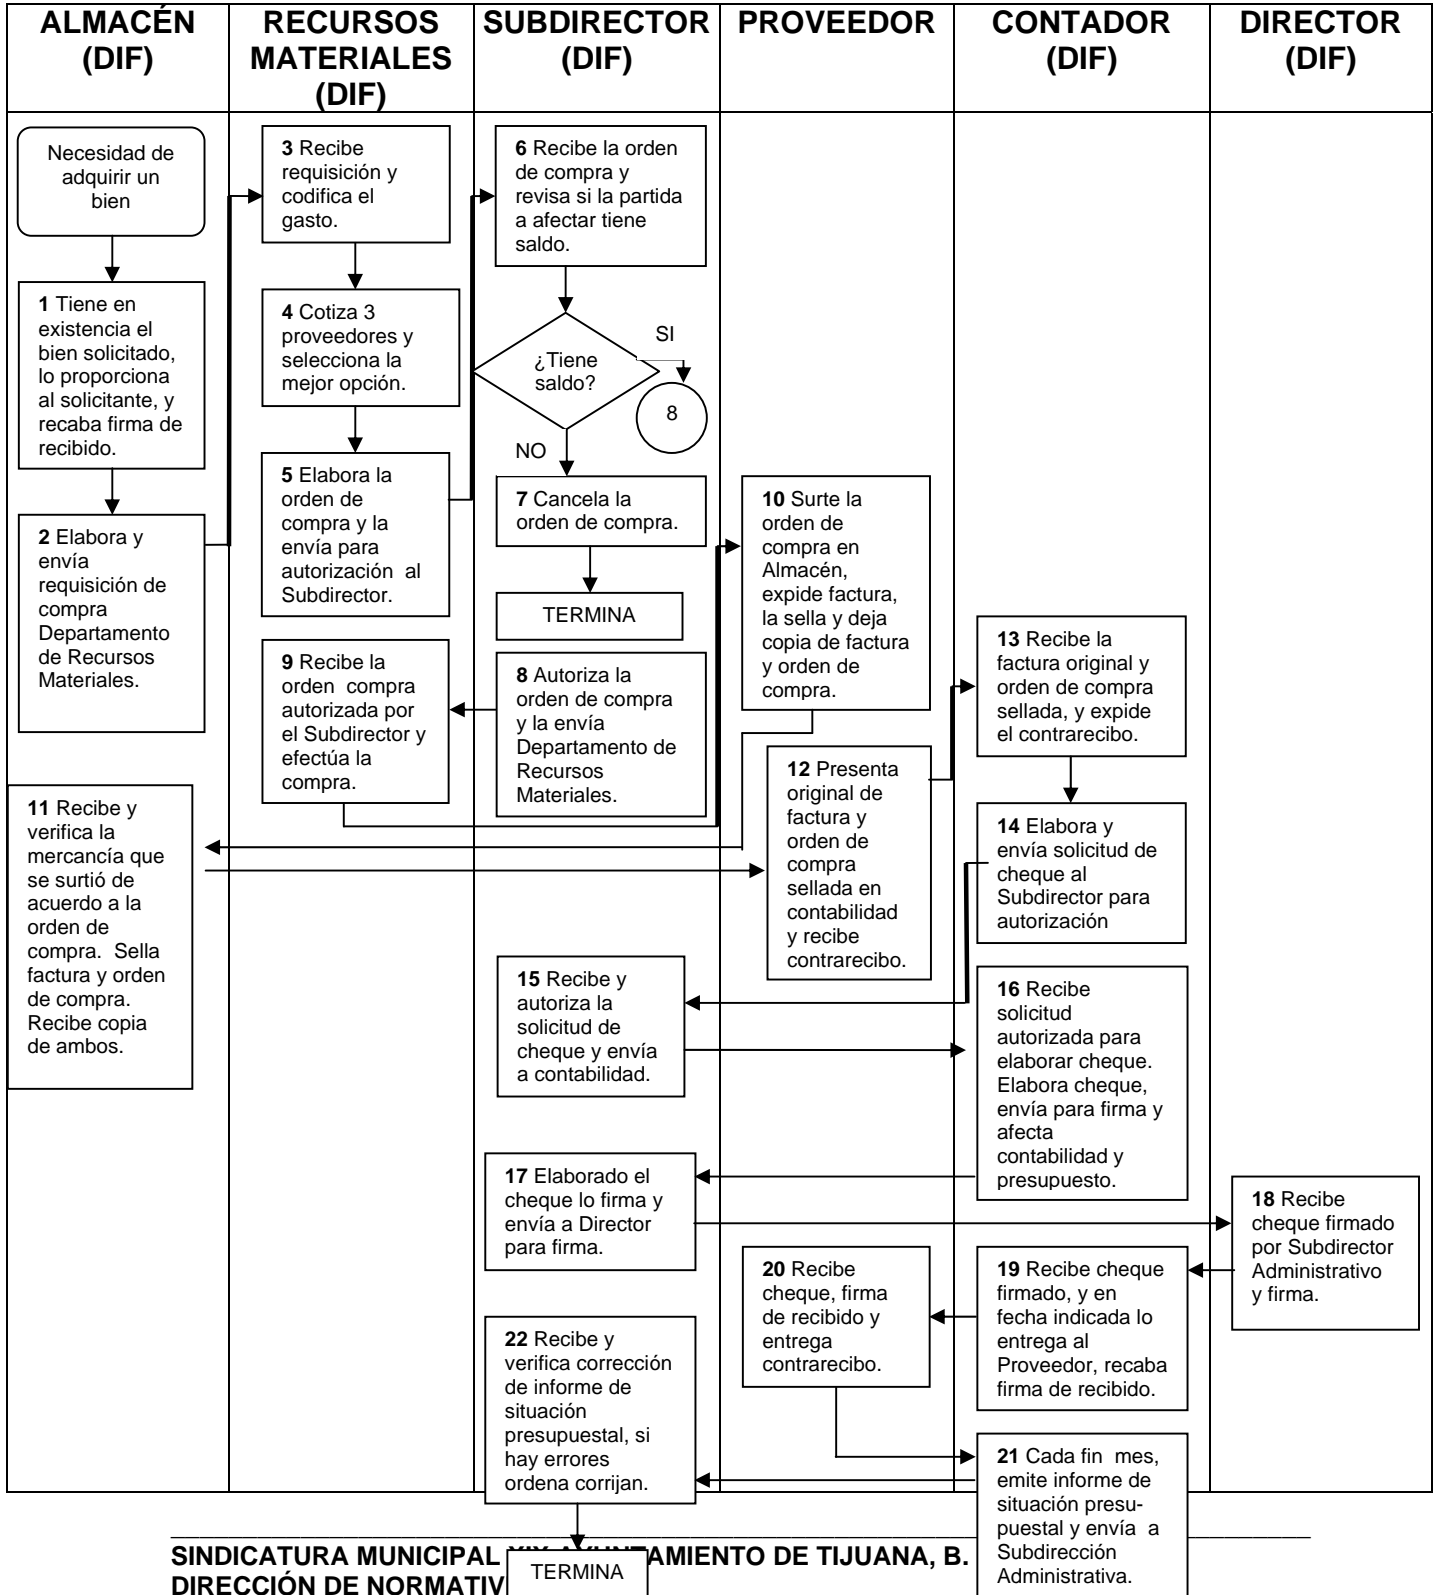 ALMACÉN
(DIF)
RECURSOS
MATERIALES
(DIF)
SUBDIRECTOR
(DIF)
PROVEEDOR
CONTADOR
(DIF)
DIRECTOR
(DIF)
Necesidad de
adquirir un
bien
1 Tiene en
existencia el
bien solicitado,
lo proporciona
al solicitante, y
recaba firma de
recibido.
2 Elabora y
envía
requisición de
compra
Departamento
de Recursos
Materiales.
3 Recibe
requisición y
codifica el
gasto.
4 Cotiza 3
proveedores y
selecciona la
mejor opción.
5 Elabora la
orden de
compra y la
envía para
autorización al
Subdirector.
6 Recibe la orden
de compra y
revisa si la partida
a afectar tiene
saldo.
¿Tiene
saldo?
SI
8
NO
7 Cancela la
orden de compra.
TERMINA
8 Autoriza la
orden de compra
y la envía
Departamento de
Recursos
Materiales.
9 Recibe la
orden compra
autorizada por
el Subdirector y
efectúa la
compra.
10 Surte la
orden de
compra en
Almacén,
expide factura,
la sella y deja
copia de factura
y orden de
compra.
11 Recibe y
verifica la
mercancía que
se surtió de
acuerdo a la
orden de
compra. Sella
factura y orden
de compra.
Recibe copia
de ambos.
12 Presenta
original de
factura y
orden de
compra
sellada en
contabilidad
y recibe
contrarecibo.
13 Recibe la
factura original y
orden de compra
sellada, y expide
el contrarecibo.
14 Elabora y
envía solicitud de
cheque al
Subdirector para
autorización
15 Recibe y
autoriza la
solicitud de
cheque y envía
a contabilidad.
16 Recibe
solicitud
autorizada para
elaborar cheque.
Elabora cheque,
envía para firma y
afecta
contabilidad y
presupuesto.
17 Elaborado el
cheque lo firma y
envía a Director
para firma.
18 Recibe
cheque firmado
por Subdirector
Administrativo
y firma.
19 Recibe cheque
firmado, y en
fecha indicada lo
entrega al
Proveedor, recaba
firma de recibido.
20 Recibe
cheque, firma
de recibido y
entrega
contrarecibo.
21 Cada fin mes,
emite informe de
situación presu-
puestal y envía a
Subdirección
Administrativa.
22 Recibe y
verifica corrección
de informe de
situación
presupuestal, si
hay errores
ordena corrijan.
TERMINA
SINDICATURA MUNICIPAL AMIENTO DE TIJUANA, B.
DIRECCIÓN DE NORMATIV